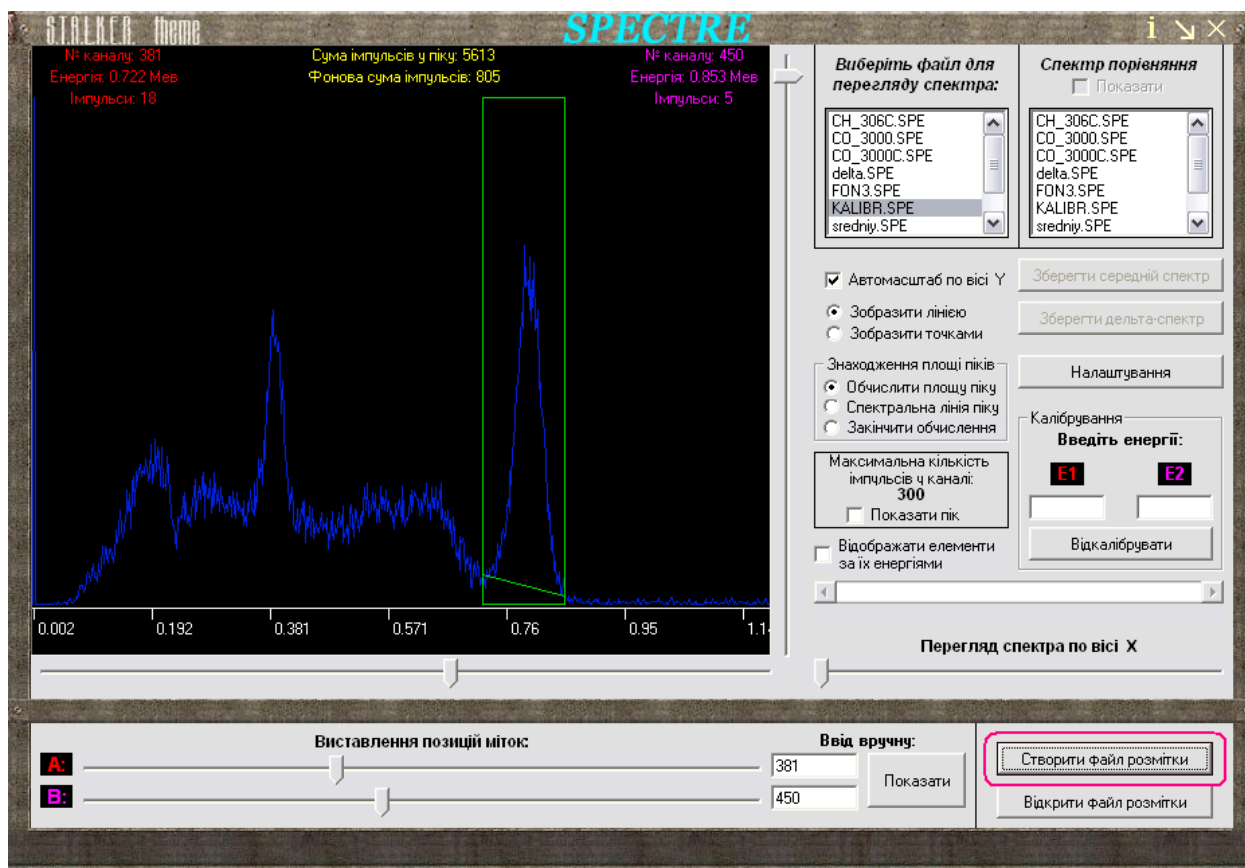 S.T.A.L.K.E.R. theme
SPECTRE
№ каналу: 381
Енергія: 0.722 Мев
Імпульси: 18
Сума імпульсів у піку: 5613
Фонова сума імпульсів: 805
№ каналу: 450
Енергія: 0.853 Мев
Імпульси: 5
0.002 0.192 0.381 0.571 0.76 0.95
Виберіть файл для
перегляду спектра:
CH_306C.SPE
CO_3000.SPE
CO_3000C.SPE
delta.SPE
FON3.SPE
KALIBR.SPE
sredniy.SPE
Спектр порівняння
Показати
CH_306C.SPE
CO_3000.SPE
CO_3000C.SPE
delta.SPE
FON3.SPE
KALIBR.SPE
sredniy.SPE
Автомасштаб по вісі Y
Зобразити лінією
Зобразити точками
Знаходження площі піків
Обчислити площу піку
Спектральна лінія піку
Закінчити обчислення
Максимальна кількість
імпульсів у каналі:
300
Показати пік
Відображати елементи
за їх енергіями
Зберегти середній спектр
Зберегти дельта-спектр
Налаштування
Калібрування
Введіть енергії:
E1 E2
Відкалібрувати
Перегляд спектра по вісі X
Виставлення позицій міток:
A:
B:
Ввід вручну:
381
450
Показати
Створити файл розмітки
Відкрити файл розмітки